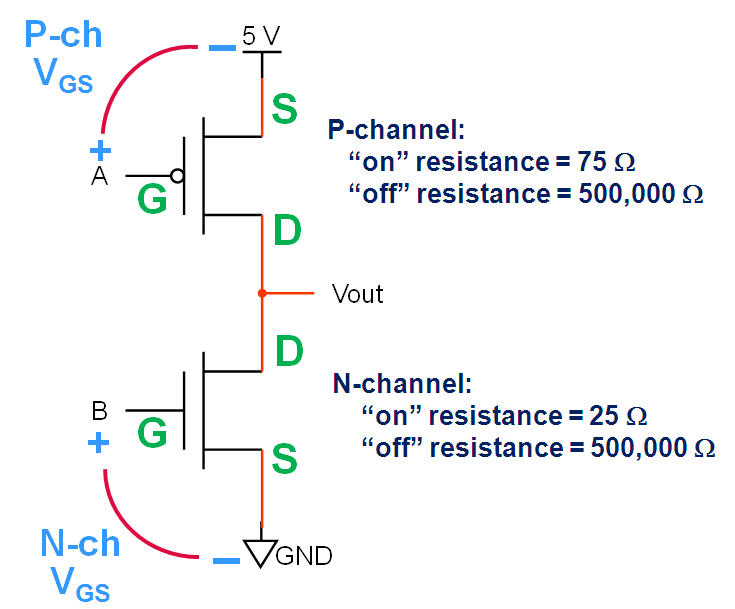 P-ch
VGS
–
5 V
+
A
G
S
D
P-channel:
“on” resistance = 75 Ω
“off” resistance = 500,000 Ω
Vout
D
B
+
G
S
N-channel:
“on” resistance = 25 Ω
“off” resistance = 500,000 Ω
N-ch
VGS
–
GND